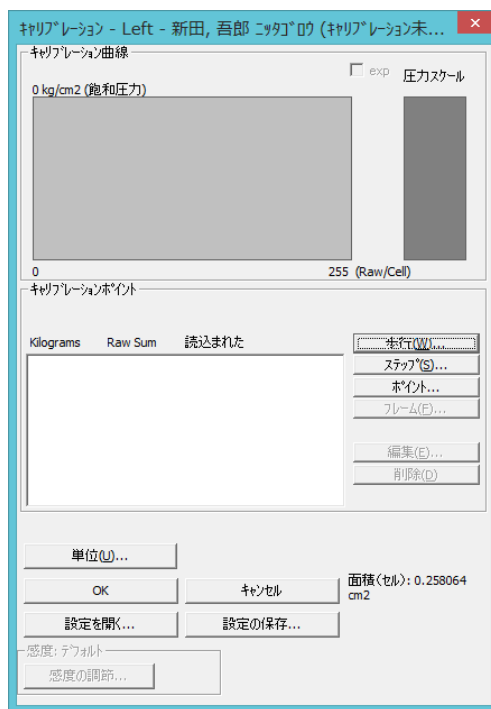 ｷｬﾘﾌﾞﾚｰｼｮﾝ - Left - 新田, 吾郎 ﾆｯﾀｺﾞﾛｳ (ｷｬﾘﾌﾞﾚｰｼｮﾝ未...
ｷｬﾘﾌﾞﾚｰｼｮﾝ曲線
exp
圧力ｽｹｰﾙ
0 kg/cm2 (飽和圧力)
0
255 (Raw/Cell)
ｷｬﾘﾌﾞﾚｰｼｮﾝﾎﾟｲﾝﾄ
Kilograms Raw Sum 読込まれた
歩行(W)...
ｽﾃｯﾌﾟ(S)...
ﾎﾟｲﾝﾄ...
ﾌﾚｰﾑ(F)...
編集(E)...
削除(D)
単位(U)...
OK
ｷｬﾝｾﾙ
面積(ｾﾙ): 0.258064
cm2
設定を開く...
設定の保存...
感度: ﾃﾞﾌｫﾙﾄ
感度の調節...